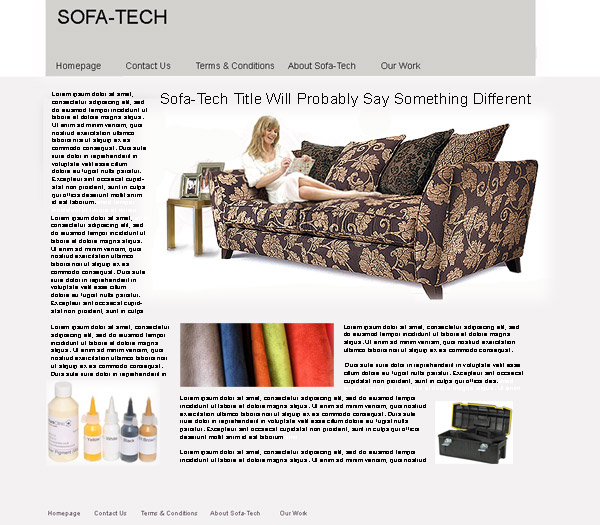 SOFA-TECH
Homepage Contact Us Terms & Conditions About Sofa-Tech Our Work
Sofa-Tech Title Will Probably Say Something Different
Lorem ipsum dolor sit amet,
consectetur adipisicing elit, sed
do eiusmod tempor incididunt ut
labore et dolore magna aliqua.
Ut enim ad minim veniam, quis
nostrud exercitation ullamco
laboris nisi ut aliquip ex ea
commodo consequat. Duis aute
irure dolor in reprehenderit in
voluptate velit esse cillum
dolore eu fugiat nulla pariatur.
Excepteur sint occaecat cupid-
atat non proident, sunt in culpa
qui officia deserunt mollit anim
id est laborum.
Lorem ipsum dolor sit amet,
consectetur adipisicing elit, sed
do eiusmod tempor incididunt ut
labore et dolore magna aliqua.
Ut enim ad minim veniam, quis
nostrud exercitation ullamco
laboris nisi ut aliquip ex ea
commodo consequat. Duis aute
irure dolor in reprehenderit in
voluptate velit esse cillum
dolore eu fugiat nulla pariatur.
Excepteur sint occaecat cupid-
atat non proident, sunt in culpa
Lorem ipsum dolor sit amet, consectetur
adipisicing elit, sed do eiusmod tempor
incididunt ut labore et dolore magna
aliqua. Ut enim ad minim veniam, quis
nostrud exercitation ullamco laboris nisi
ut aliquip ex ea commodo consequat.
Duis aute irure dolor in reprehenderit in
Lorem ipsum dolor sit amet, consectetur adipisicing elit, sed do
eiusmod tempor incididunt ut labore et dolore magna aliqua. Ut
enim ad minim veniam, quis nostrud exercitation ullamco
laboris nisi ut aliquip ex ea commodo consequat.
Duis aute irure dolor in reprehenderit in voluptate velit esse
cillum dolore eu fugiat nulla pariatur. Excepteur sint occaecat
cupidatat non proident, sunt in culpa qui officia des.
Yellow
White
Black
Brown
Lorem ipsum dolor sit amet, consectetur adipisicing elit, sed do eiusmod tempor
incididunt ut labore et dolore magna aliqua. Ut enim ad minim veniam, quis nostrud
exercitation ullamco laboris nisi ut aliquip ex ea commodo consequat. Duis aute
irure dolor in reprehenderit in voluptate velit esse cillum dolore eu fugiat nulla
pariatur. Excepteur sint occaecat cupidatat non proident, sunt in culpa qui officia
deserunt mollit anim id est laborum
Lorem ipsum dolor sit amet, consectetur adipisicing elit, sed do eiusmod tempor
incididunt ut labore et dolore magna aliqua. Ut enim ad minim veniam, quis nostrud
Homepage Contact Us Terms & Conditions About Sofa-Tech Our Work